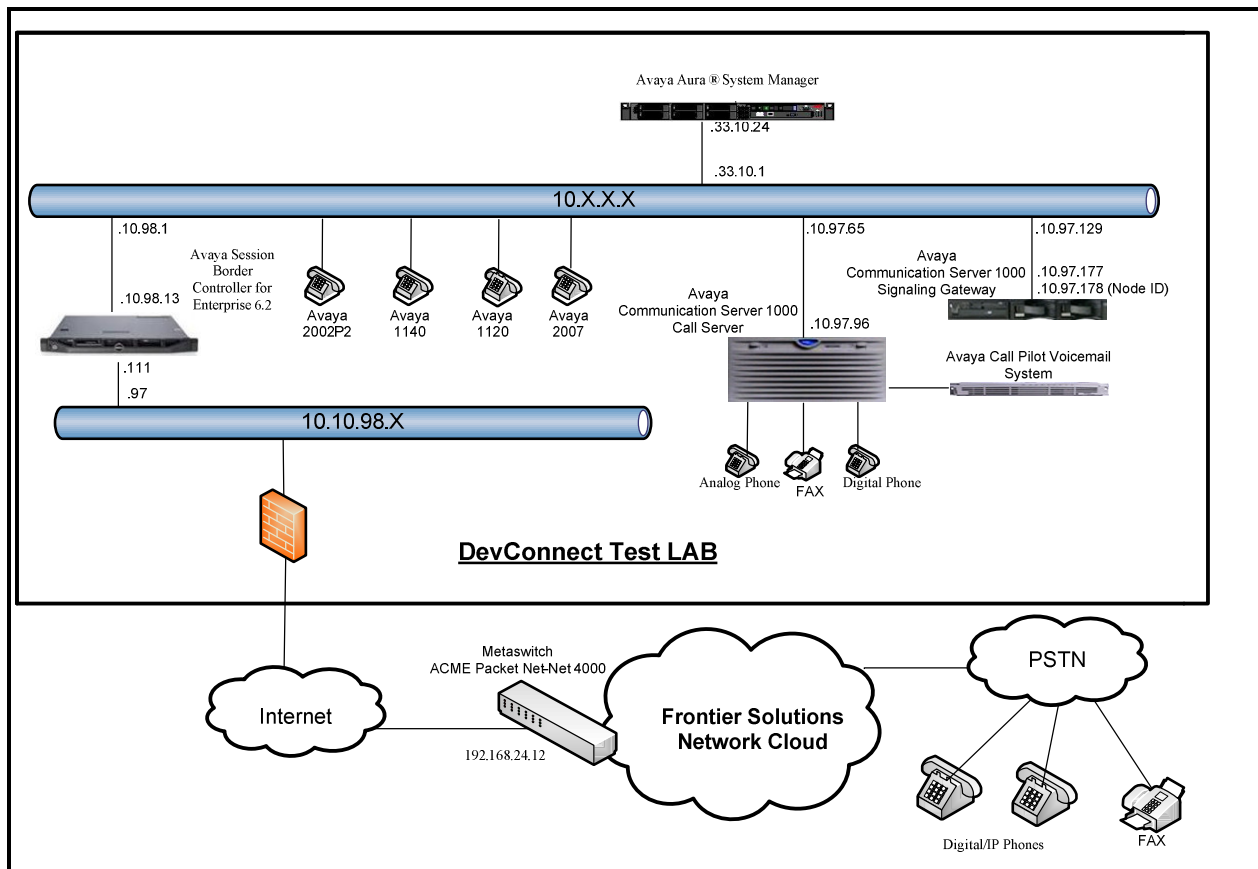 Avaya Aura ® System Manager
.33.10.24
.33.10.1
10.X.X.X
.10.98.1
.10.97.65
.10.97.129
Avaya Session
Border
Controller for
Enterprise 6.2
.10.98.13
Avaya
2002P2
Avaya
1140
Avaya
1120
Avaya
2007
Avaya
Communication Server 1000
Call Server
.10.97.96
Avaya
Communication Server 1000
Signaling Gateway
.10.97.177
.10.97.178 (Node ID)
Avaya Call Pilot Voicemail
System
.111
.97
10.10.98.X
Analog Phone
FAX
Digital Phone
DevConnect Test LAB
Metaswitch
ACME Packet Net-Net 4000
Internet
192.168.24.12
Frontier Solutions
Network Cloud
PSTN
Digital/IP Phones
FAX